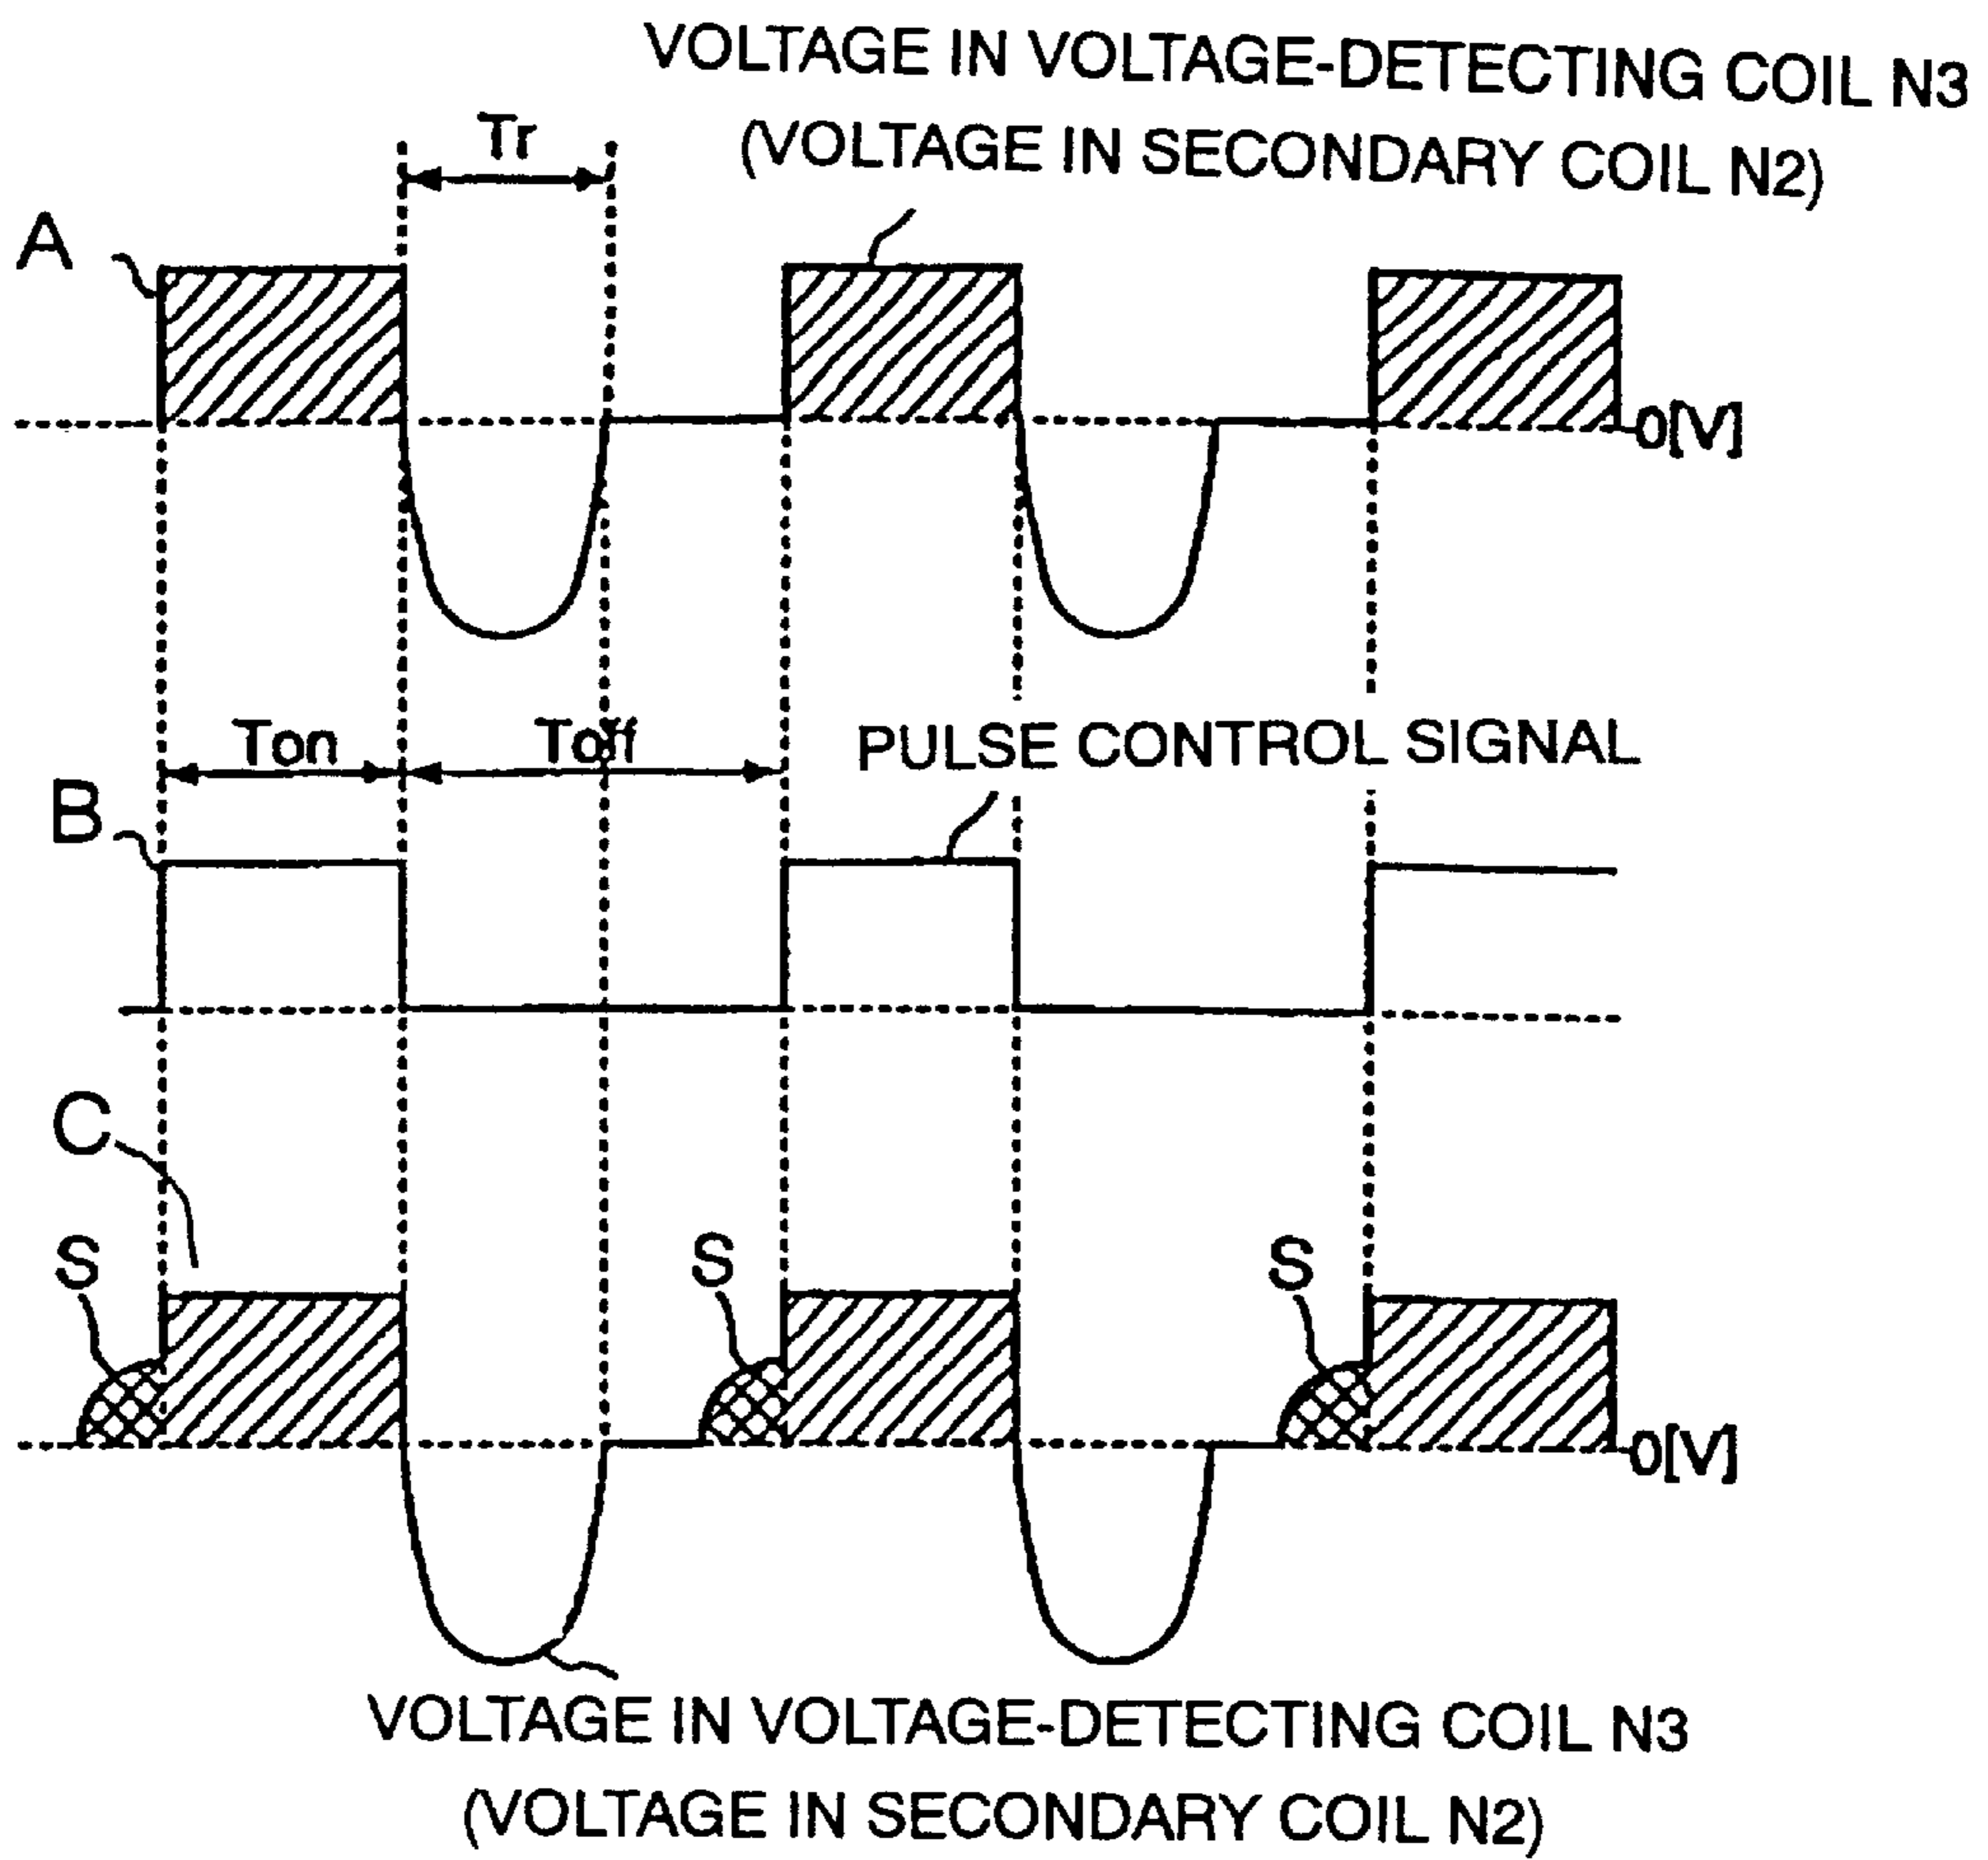 VOLTAGE IN VOLTAGE-DETECTING COIL N3
(VOLTAGE IN SECONDARY COIL N2)
Tr
A
0[V]
Ton
Toff
PULSE CONTROL SIGNAL
B
C
S
S
S
0[V]
VOLTAGE IN VOLTAGE-DETECTING COIL N3
(VOLTAGE IN SECONDARY COIL N2)